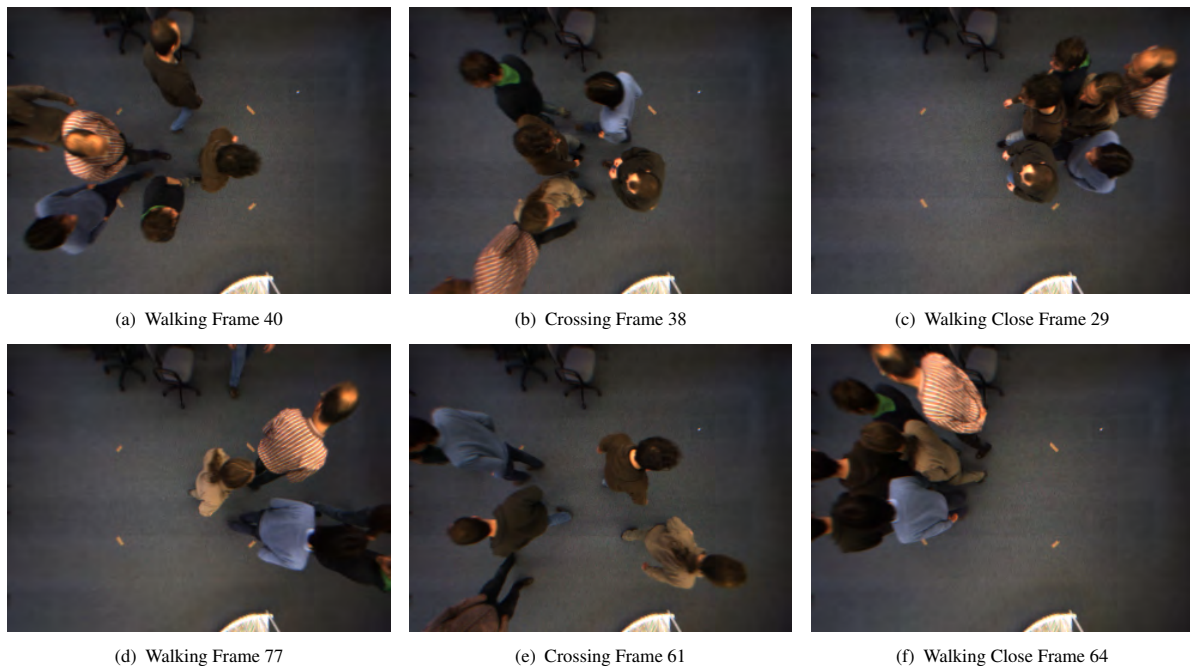 (a) Walking Frame 40
(b) Crossing Frame 38
(c) Walking Close Frame 29
(d) Walking Frame 77
(e) Crossing Frame 61
(f) Walking Close Frame 64